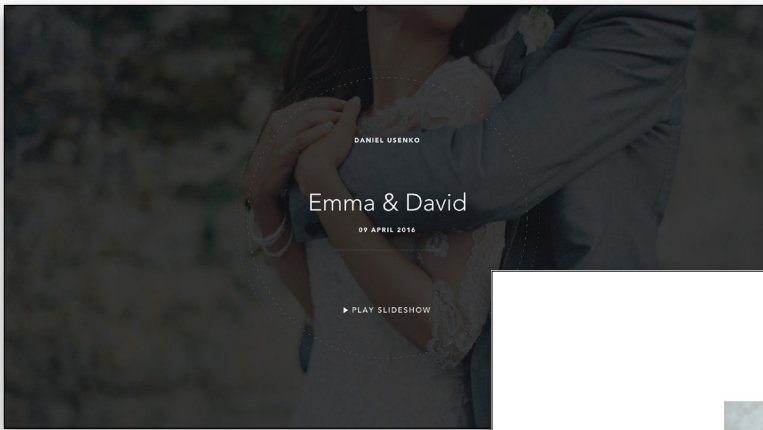 DANIEL USENKO
Emma & David
09 APRIL 2016
▶ PLAY SLIDESHOW